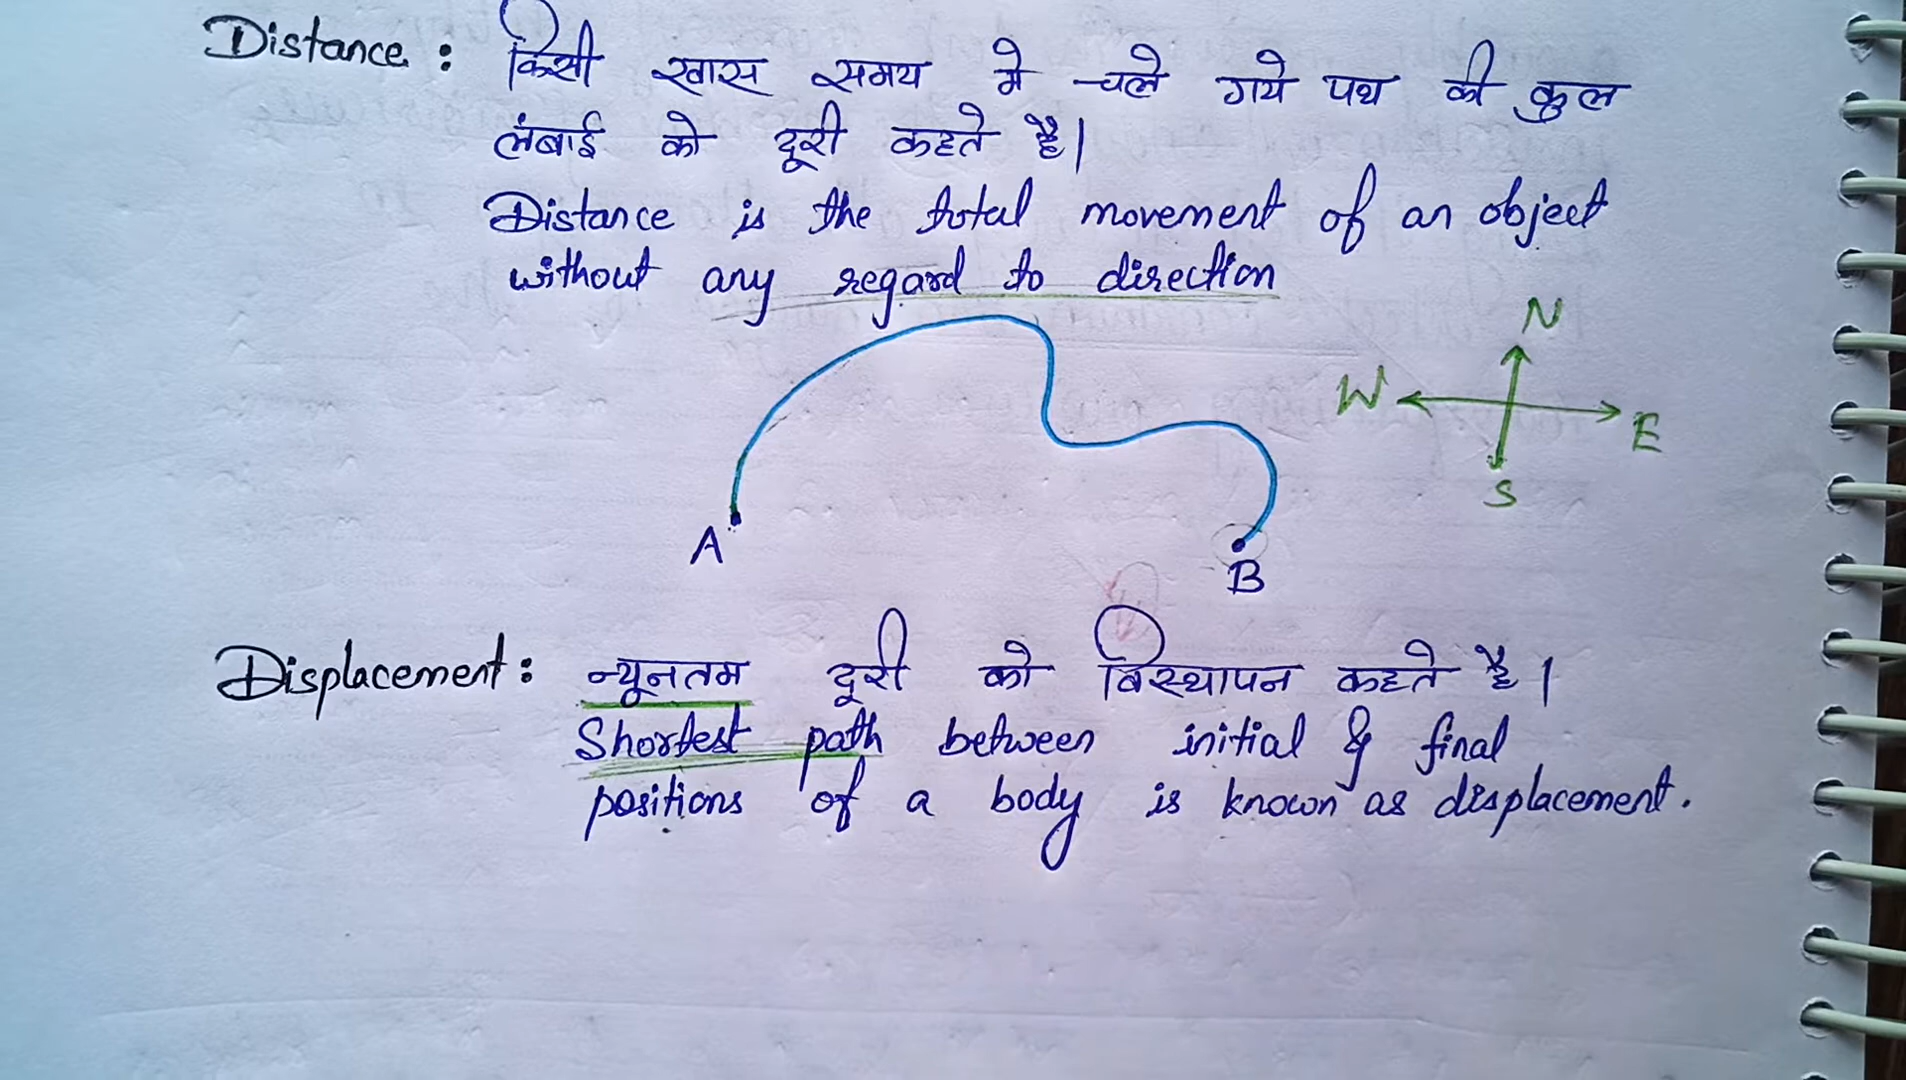 Distance : किसी खास समय मे चले गये पथ की कुल
लंबाई को दूरी कहते है।
Distance is the total movement of an object
without any regard to direction
N
W
E
S
A
B
Displacement : न्यूनतम दूरी को विस्थापन कहते है।
Shortest path between initial & final
positions of a body is known as displacement.